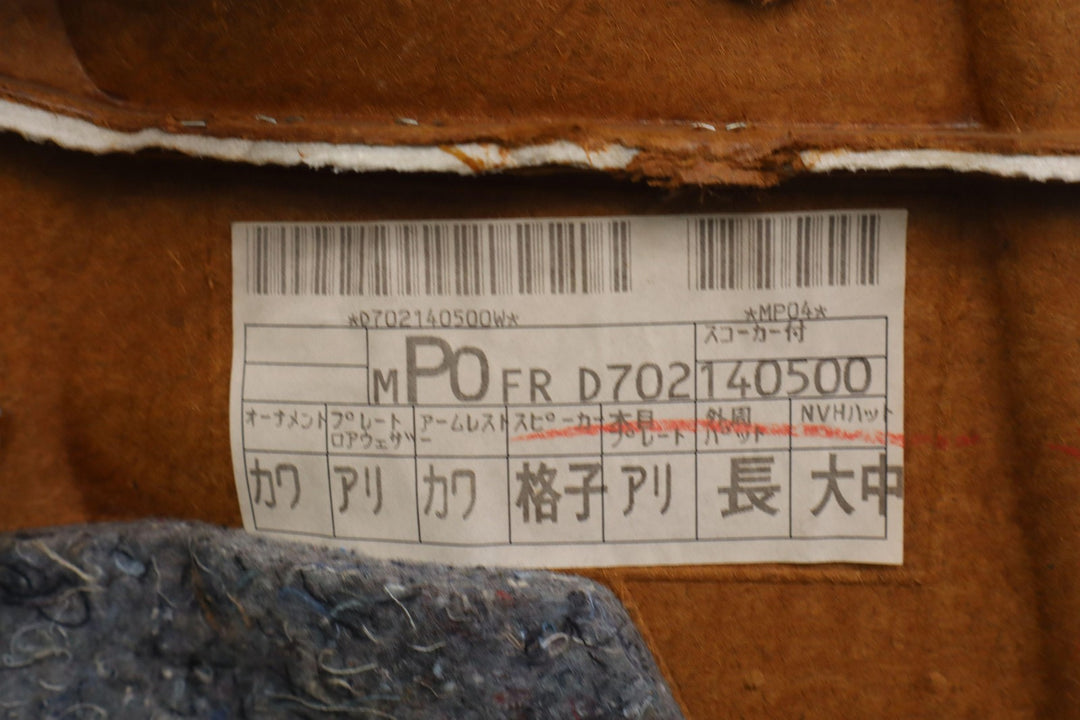 *D702140500W* *MP04*
スコーカー付
MPO FR D702140500
オーナメント プレート アームレスト スピーカー 木目 外周 NVHハット
ロアウェザ ー プレート パット
カワ アリ カワ 格子 アリ 長 大中